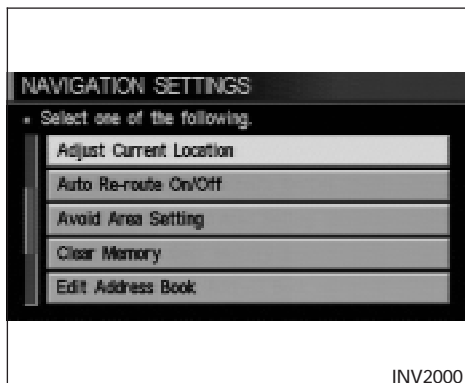 NAVIGATION SETTINGS
• Select one of the following.
Adjust Current Location
Auto Re-route On/Off
Avoid Area Setting
Clear Memory
Edit Address Book
INV2000